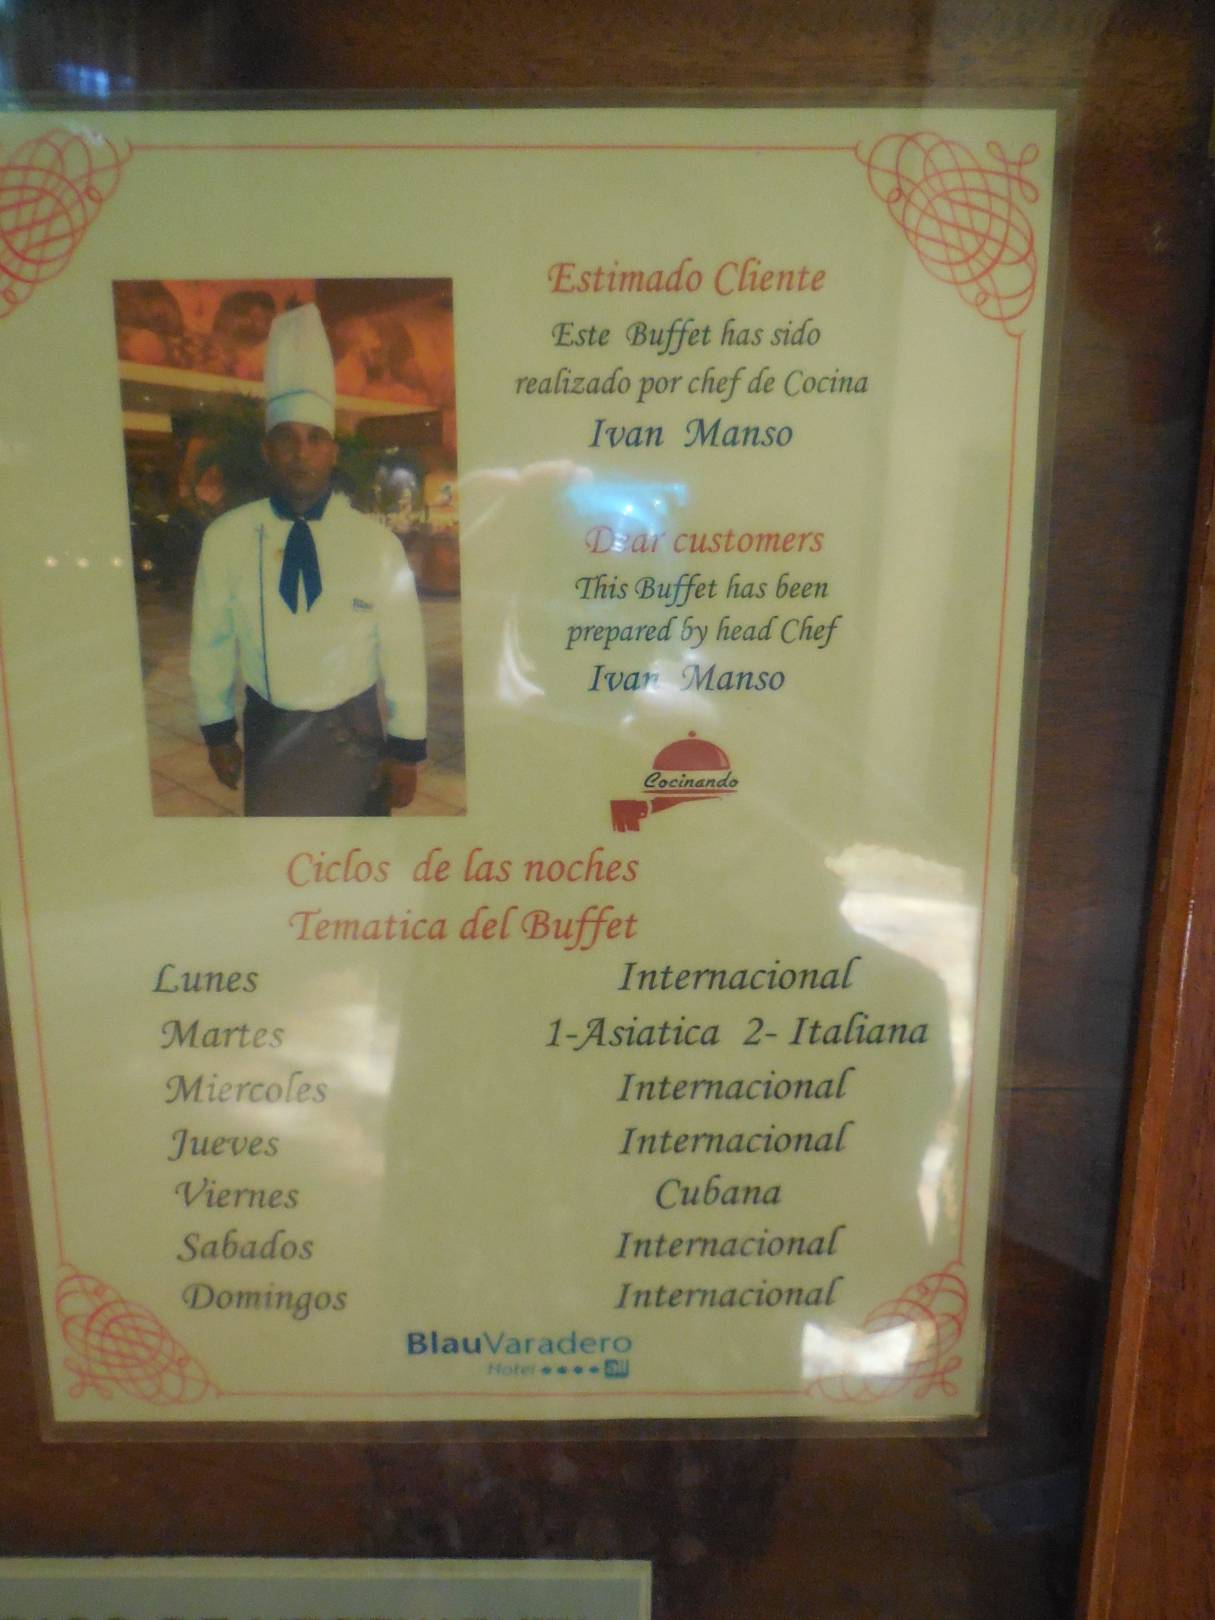 Estimado Cliente
Este Buffet has sido
realizado por chef de Cocina
Ivan Manso
Dear customers
This Buffet has been
prepared by head Chef
Ivan Manso
Cocinando
Ciclos de las noches
Tematica del Buffet
Lunes Internacional
Martes 1-Asiatica 2- Italiana
Miercoles Internacional
Jueves Internacional
Viernes Cubana
Sabados Internacional
Domingos Internacional
BlauVaradero
Hotel